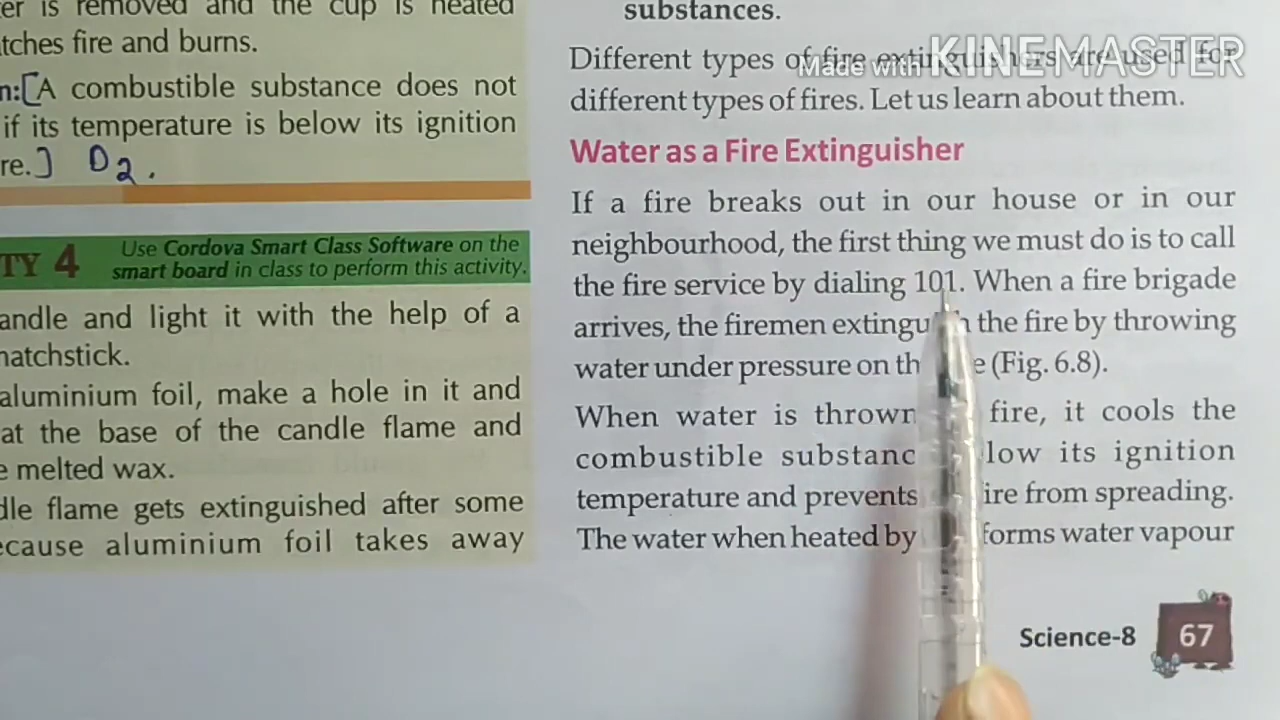 er is removed and the cup is heated
tches fire and burns.
n: [A combustible substance does not
if its temperature is below its ignition
re.] D2.
TY 4
Use Cordova Smart Class Software on the
smart board in class to perform this activity.
andle and light it with the help of a
natchstick.
aluminium foil, make a hole in it and
at the base of the candle flame and
e melted wax.
dle flame gets extinguished after some
ecause aluminium foil takes away
substances.
Different types of fire extinguishers are used for
different types of fires. Let us learn about them.
Made with KINEMASTER
Water as a Fire Extinguisher
If a fire breaks out in our house or in our
neighbourhood, the first thing we must do is to call
the fire service by dialing 101. When a fire brigade
arrives, the firemen extingu h the fire by throwing
water under pressure on th e (Fig. 6.8).
When water is thrown fire, it cools the
combustible substanc low its ignition
temperature and prevents ire from spreading.
The water when heated by forms water vapour
Science-8 67